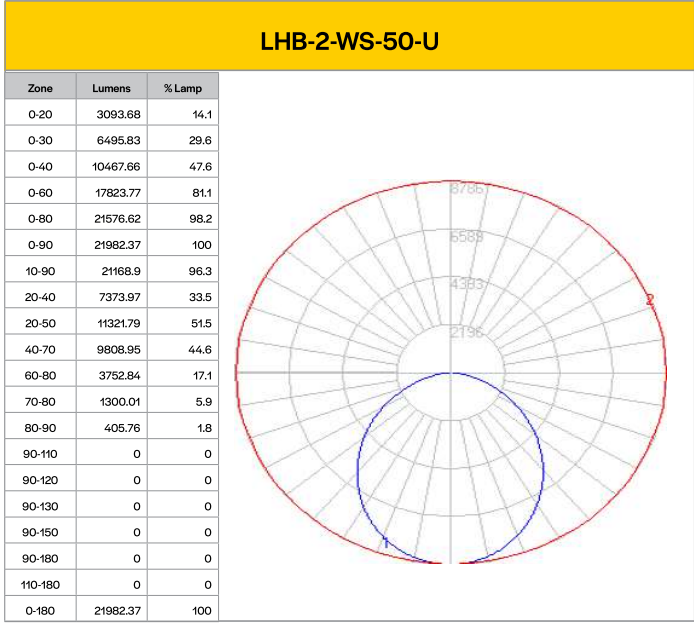 LHB-2-WS-50-U
Zone Lumens % Lamp
0-20 3093.68 14.1
0-30 6495.83 29.6
0-40 10467.66 47.6
0-60 17823.77 81.1
0-80 21576.62 98.2
0-90 21982.37 100
10-90 21168.9 96.3
20-40 7373.97 33.5
20-50 11321.79 51.5
40-70 9808.95 44.6
60-80 3752.84 17.1
70-80 1300.01 5.9
80-90 405.76 1.8
90-110 0 0
90-120 0 0
90-130 0 0
90-150 0 0
90-180 0 0
110-180 0 0
0-180 21982.37 100
8786
6589
4393
2196
2
1